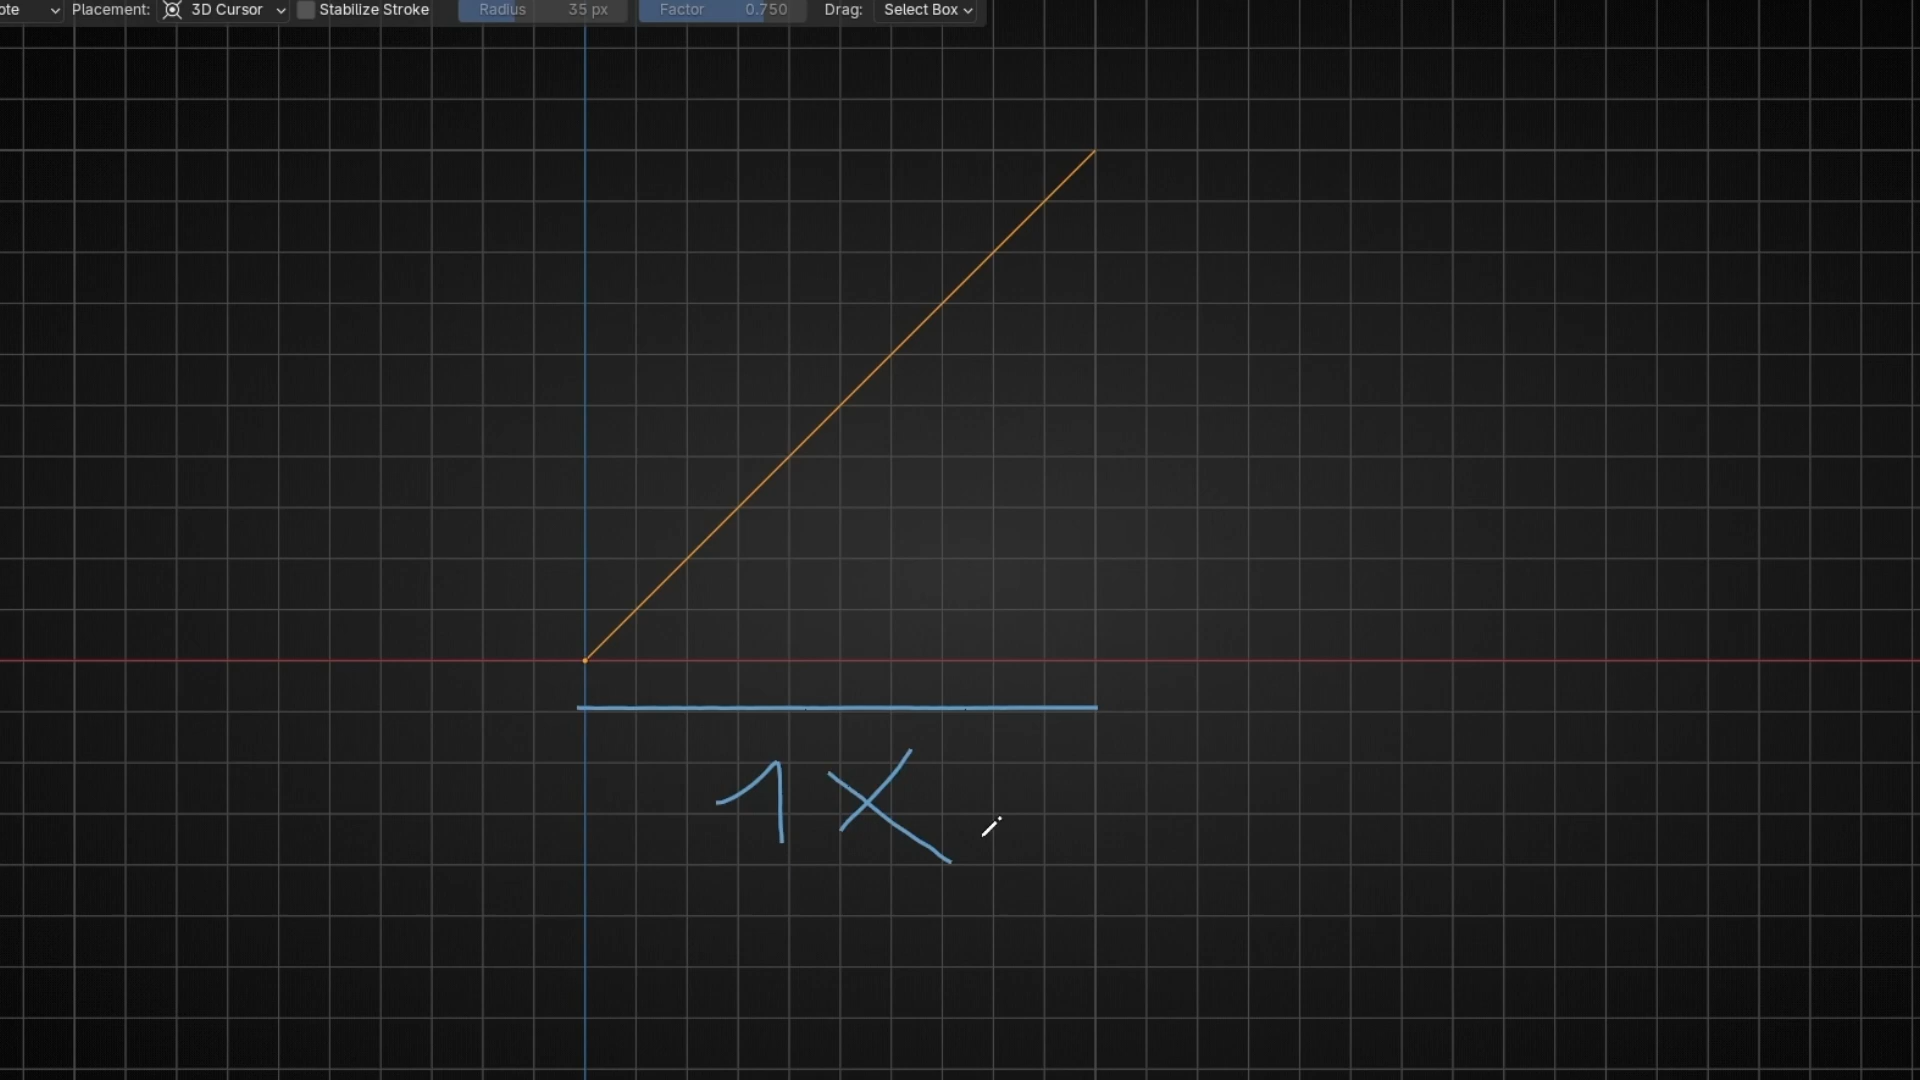 ote Placement: 3D Cursor Stabilize Stroke Radius 35 px Factor 0.750 Drag: Select Box
1X